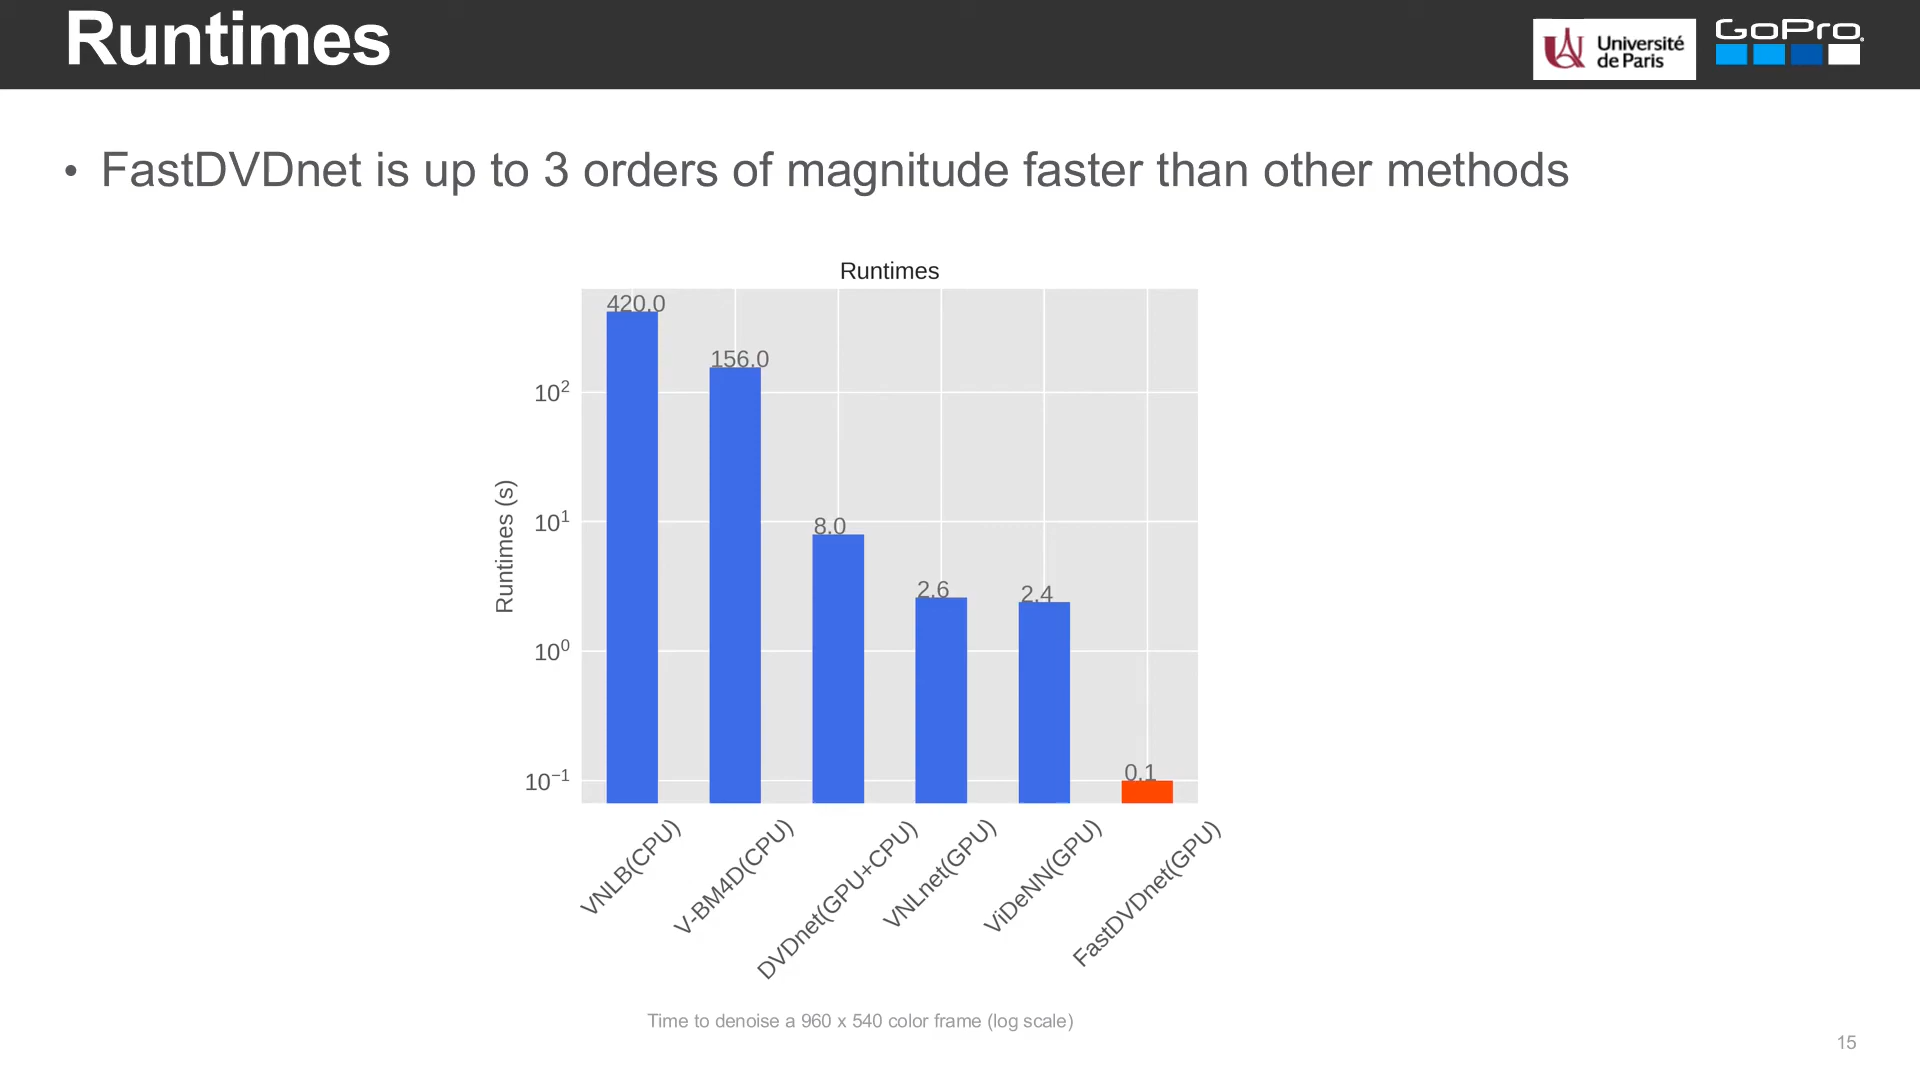 Runtimes
Université
de Paris
GoPro
• FastDVDnet is up to 3 orders of magnitude faster than other methods
Runtimes
420.0
156.0
8.0
2.6
2.4
0.1
10²
10¹
10⁰
10⁻¹
Runtimes (s)
VNLB(CPU)
V-BM4D(CPU)
DVDnet(GPU+CPU)
VNLnet(GPU)
ViDeNN(GPU)
FastDVDnet(GPU)
Time to denoise a 960 x 540 color frame (log scale)
15